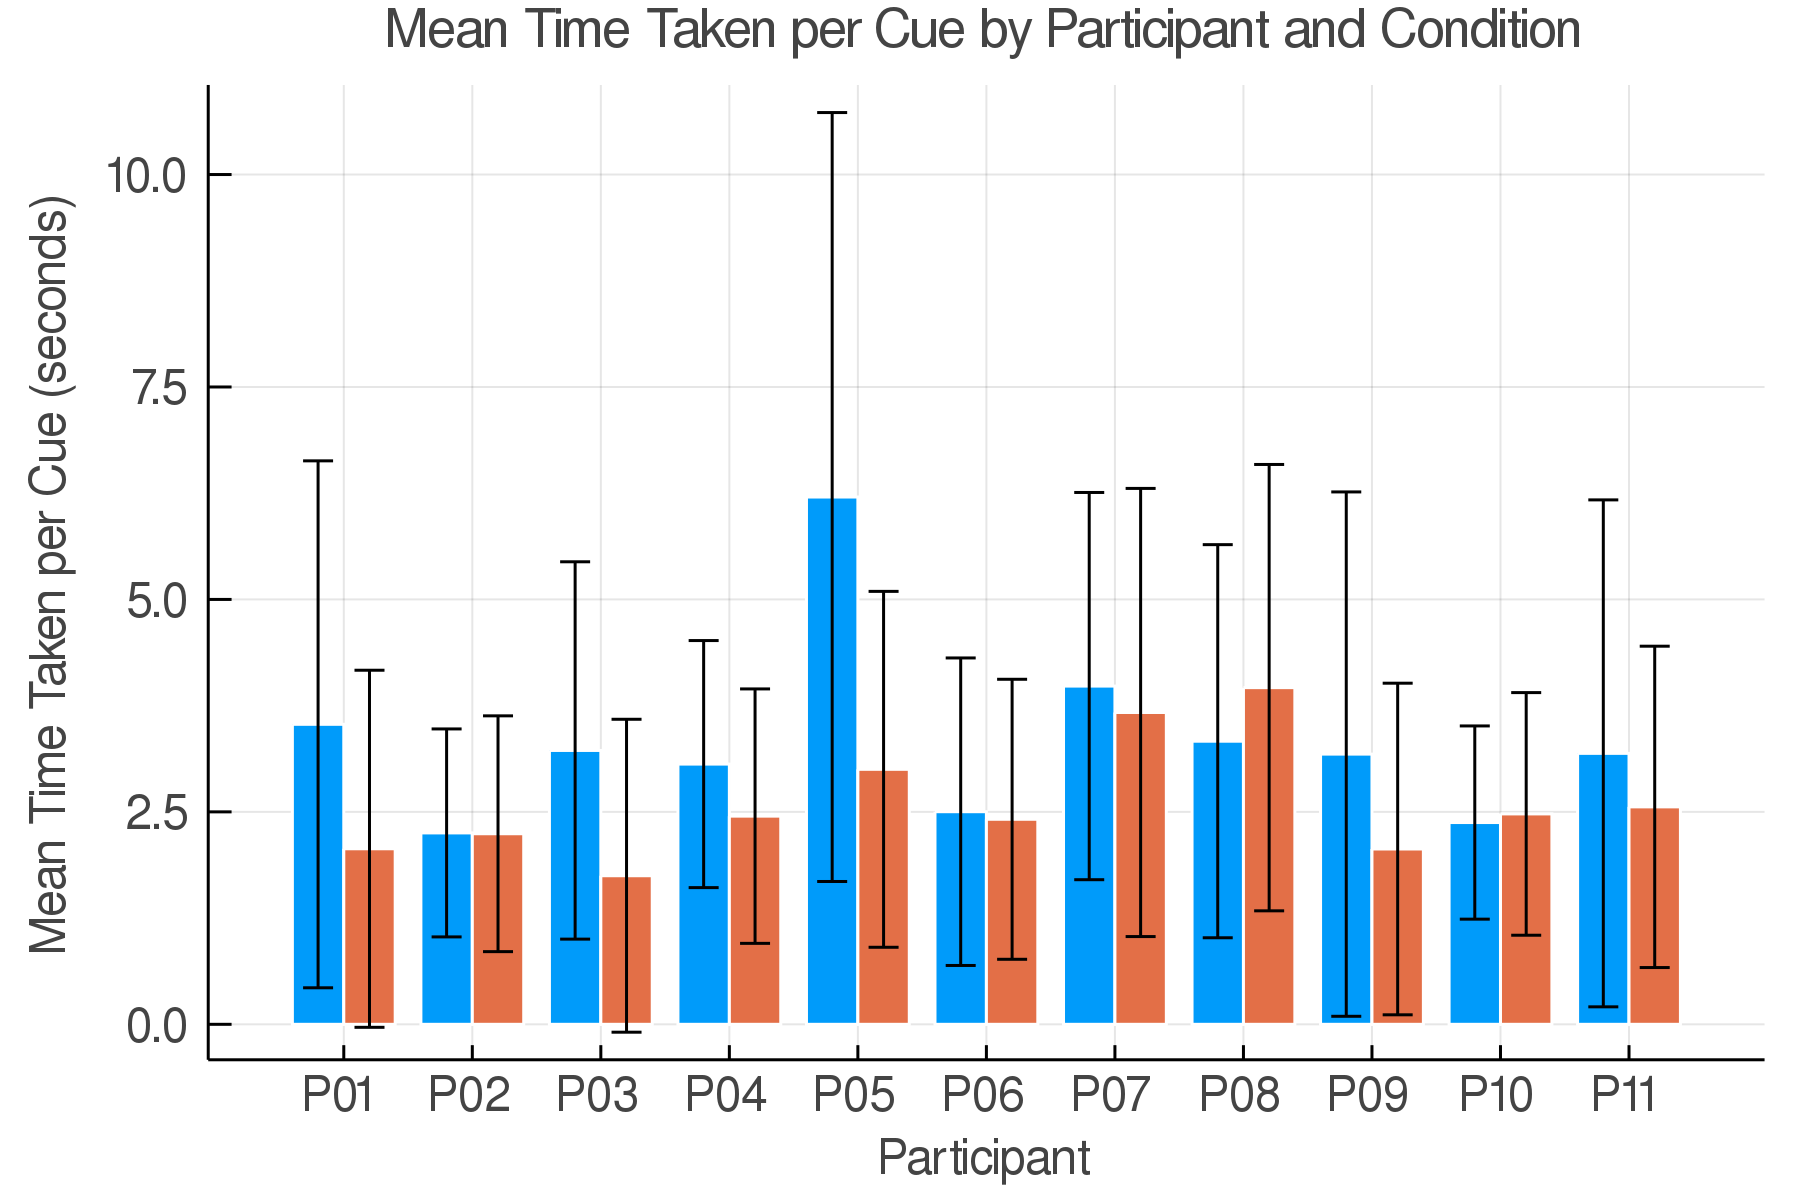 Mean Time Taken per Cue by Participant and Condition
Mean Time Taken per Cue (seconds)
10.0
7.5
5.0
2.5
0.0
P01 P02 P03 P04 P05 P06 P07 P08 P09 P10 P11
Participant